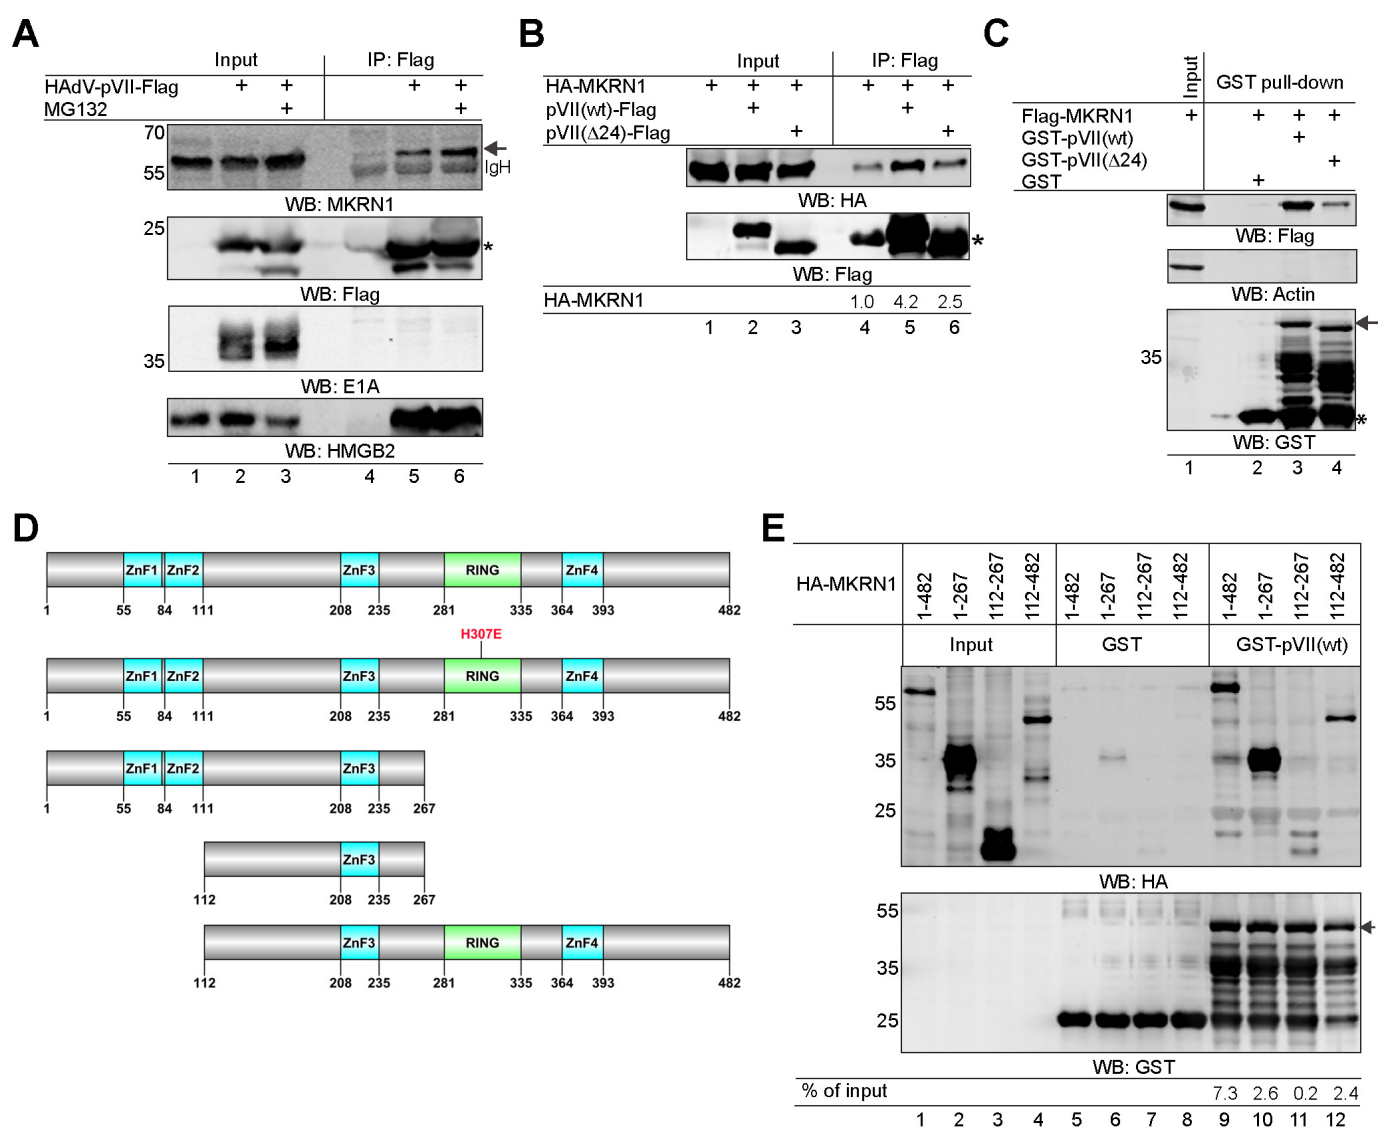 A
Input IP: Flag
HAdV-pVII-Flag + + + +
MG132 + +
70
55
IgH
WB: MKRN1
25
*
WB: Flag
35
WB: E1A
WB: HMGB2
1 2 3 4 5 6
B
Input IP: Flag
HA-MKRN1 + + + + + +
pVII(wt)-Flag + +
pVII(Δ24)-Flag + +
WB: HA
*
WB: Flag
HA-MKRN1 1.0 4.2 2.5
1 2 3 4 5 6
C
Input
GST pull-down
Flag-MKRN1 + + + +
GST-pVII(wt) +
GST-pVII(Δ24) +
GST +
WB: Flag
WB: Actin
35
*
WB: GST
1 2 3 4
D
ZnF1 ZnF2 ZnF3 RING ZnF4
1 55 84 111 208 235 281 335 364 393 482
H307E
ZnF1 ZnF2 ZnF3 RING ZnF4
1 55 84 111 208 235 281 335 364 393 482
ZnF1 ZnF2 ZnF3
1 55 84 111 208 235 267
ZnF3
112 208 235 267
ZnF3 RING ZnF4
112 208 235 281 335 364 393 482
E
HA-MKRN1 1-482 1-267 112-267 112-482 1-482 1-267 112-267 112-482 1-482 1-267 112-267 112-482
Input GST GST-pVII(wt)
55
35
25
WB: HA
55
35
25
WB: GST
% of input 7.3 2.6 0.2 2.4
1 2 3 4 5 6 7 8 9 10 11 12